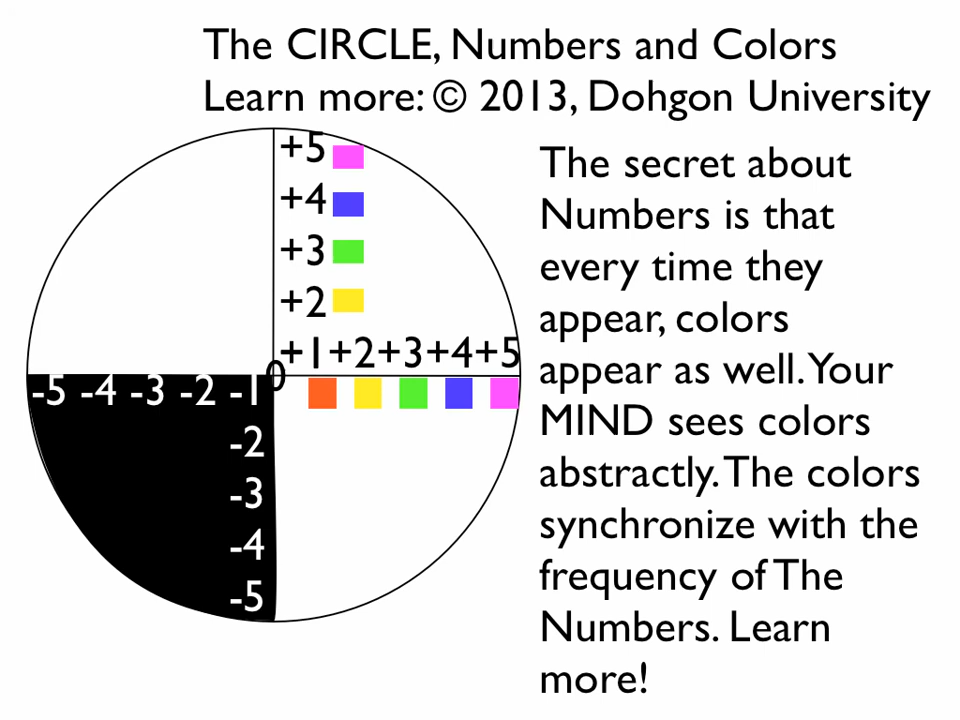 The CIRCLE, Numbers and Colors
Learn more: © 2013, Dohgon University
+5
+4
+3
+2
+1+2+3+4+5
0
-5 -4 -3 -2 -1
-2
-3
-4
-5
The secret about
Numbers is that
every time they
appear, colors
appear as well. Your
MIND sees colors
abstractly. The colors
synchronize with the
frequency of The
Numbers. Learn
more!